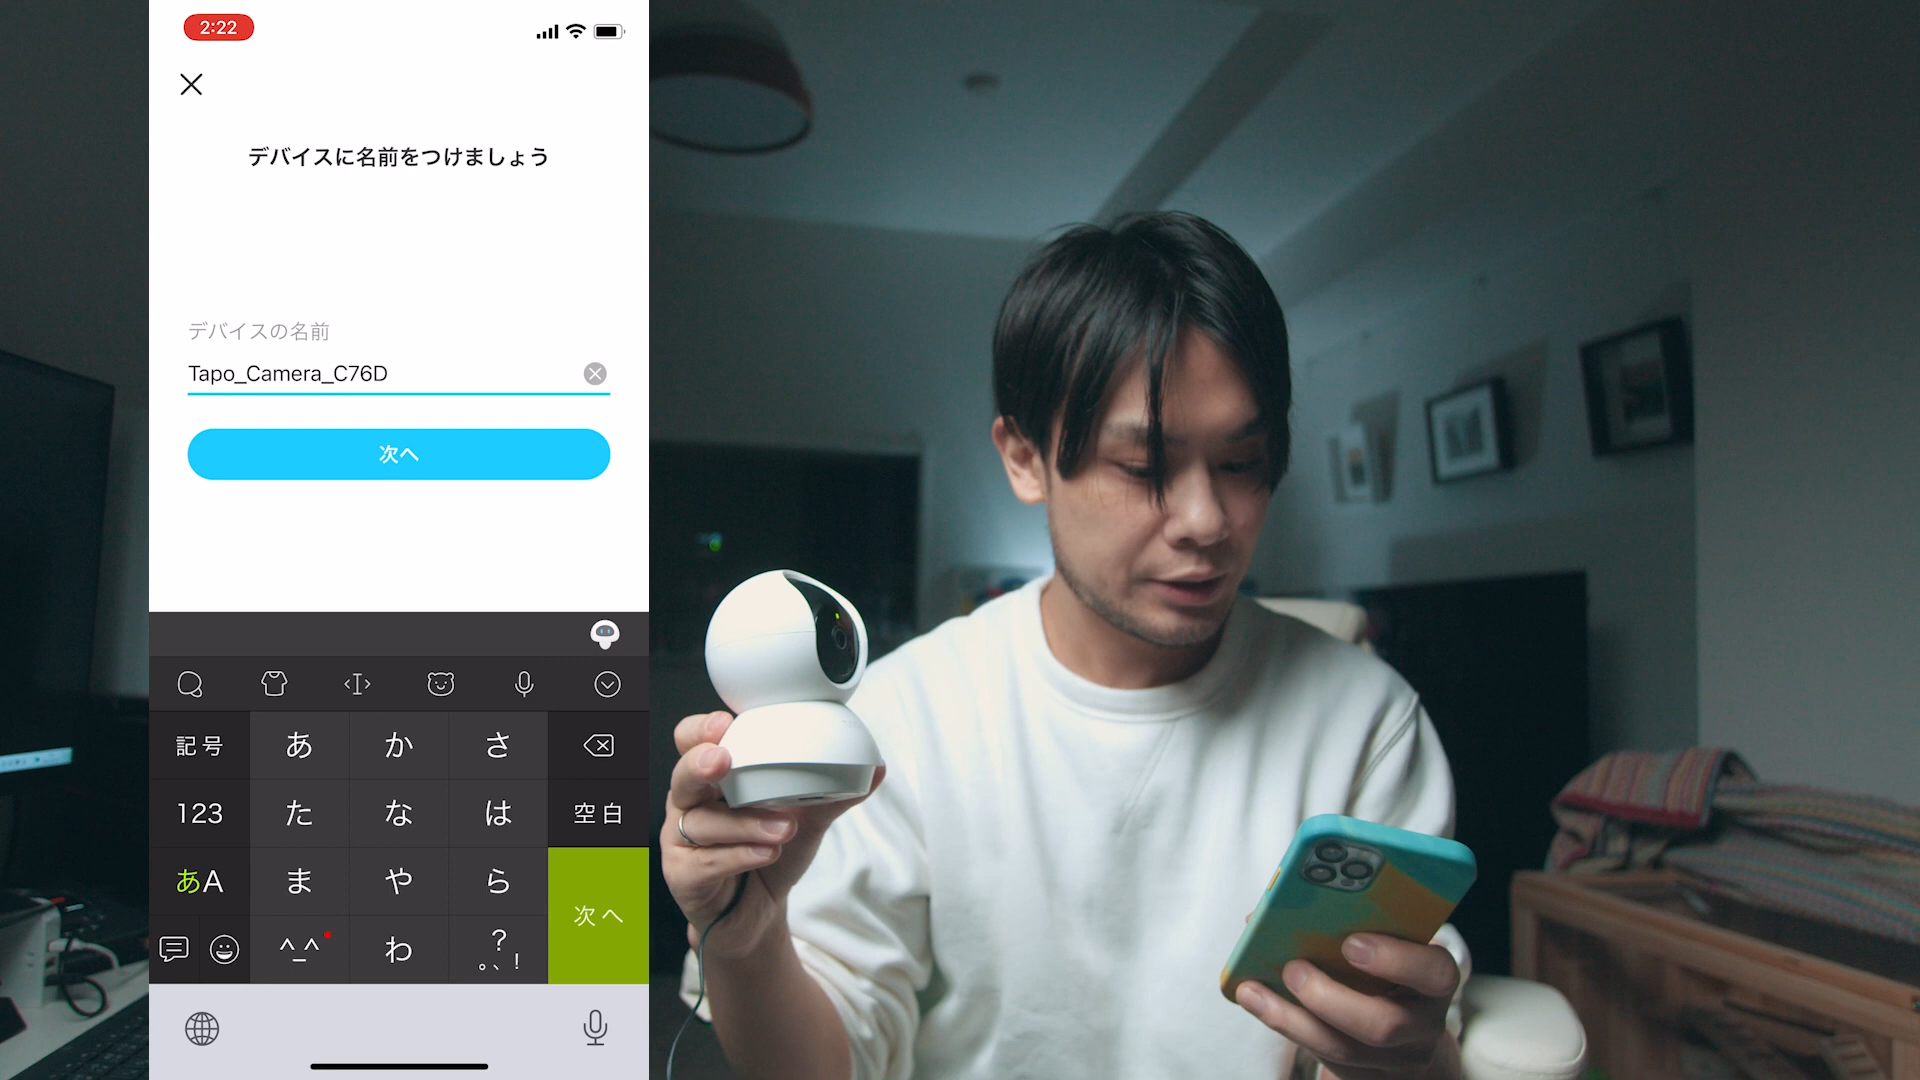 2:22
デバイスに名前をつけましょう
デバイスの名前
Tapo_Camera_C76D
次へ
記号 あ か さ
123 た な は 空白
あA ま や ら 次へ
^_^ わ ?。、!